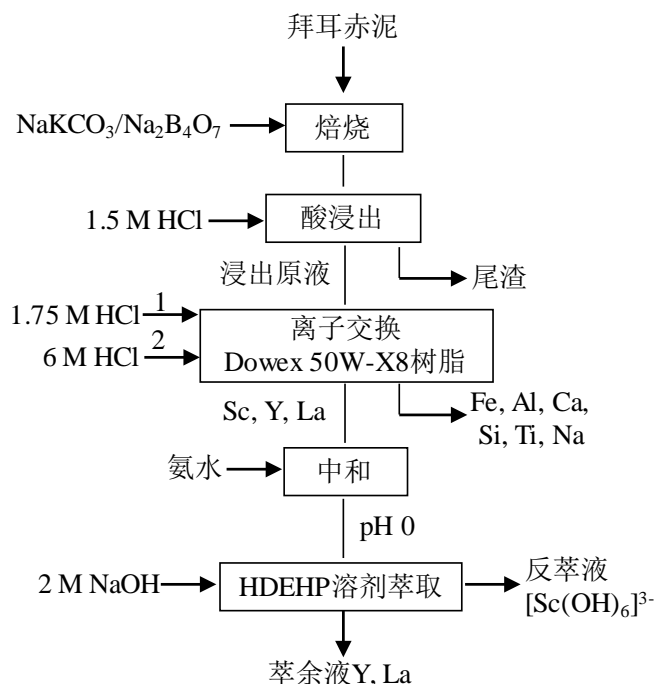 拜耳赤泥
NaKCO₃/Na₂B₄O₇
焙烧
1.5 M HCl
酸浸出
浸出原液
尾渣
1.75 M HCl
1
6 M HCl
2
离子交换
Dowex 50W-X8树脂
Sc, Y, La
Fe, Al, Ca,
Si, Ti, Na
氨水
中和
pH 0
2 M NaOH
HDEHP溶剂萃取
反萃液
[Sc(OH)₆]³⁻
萃余液Y, La